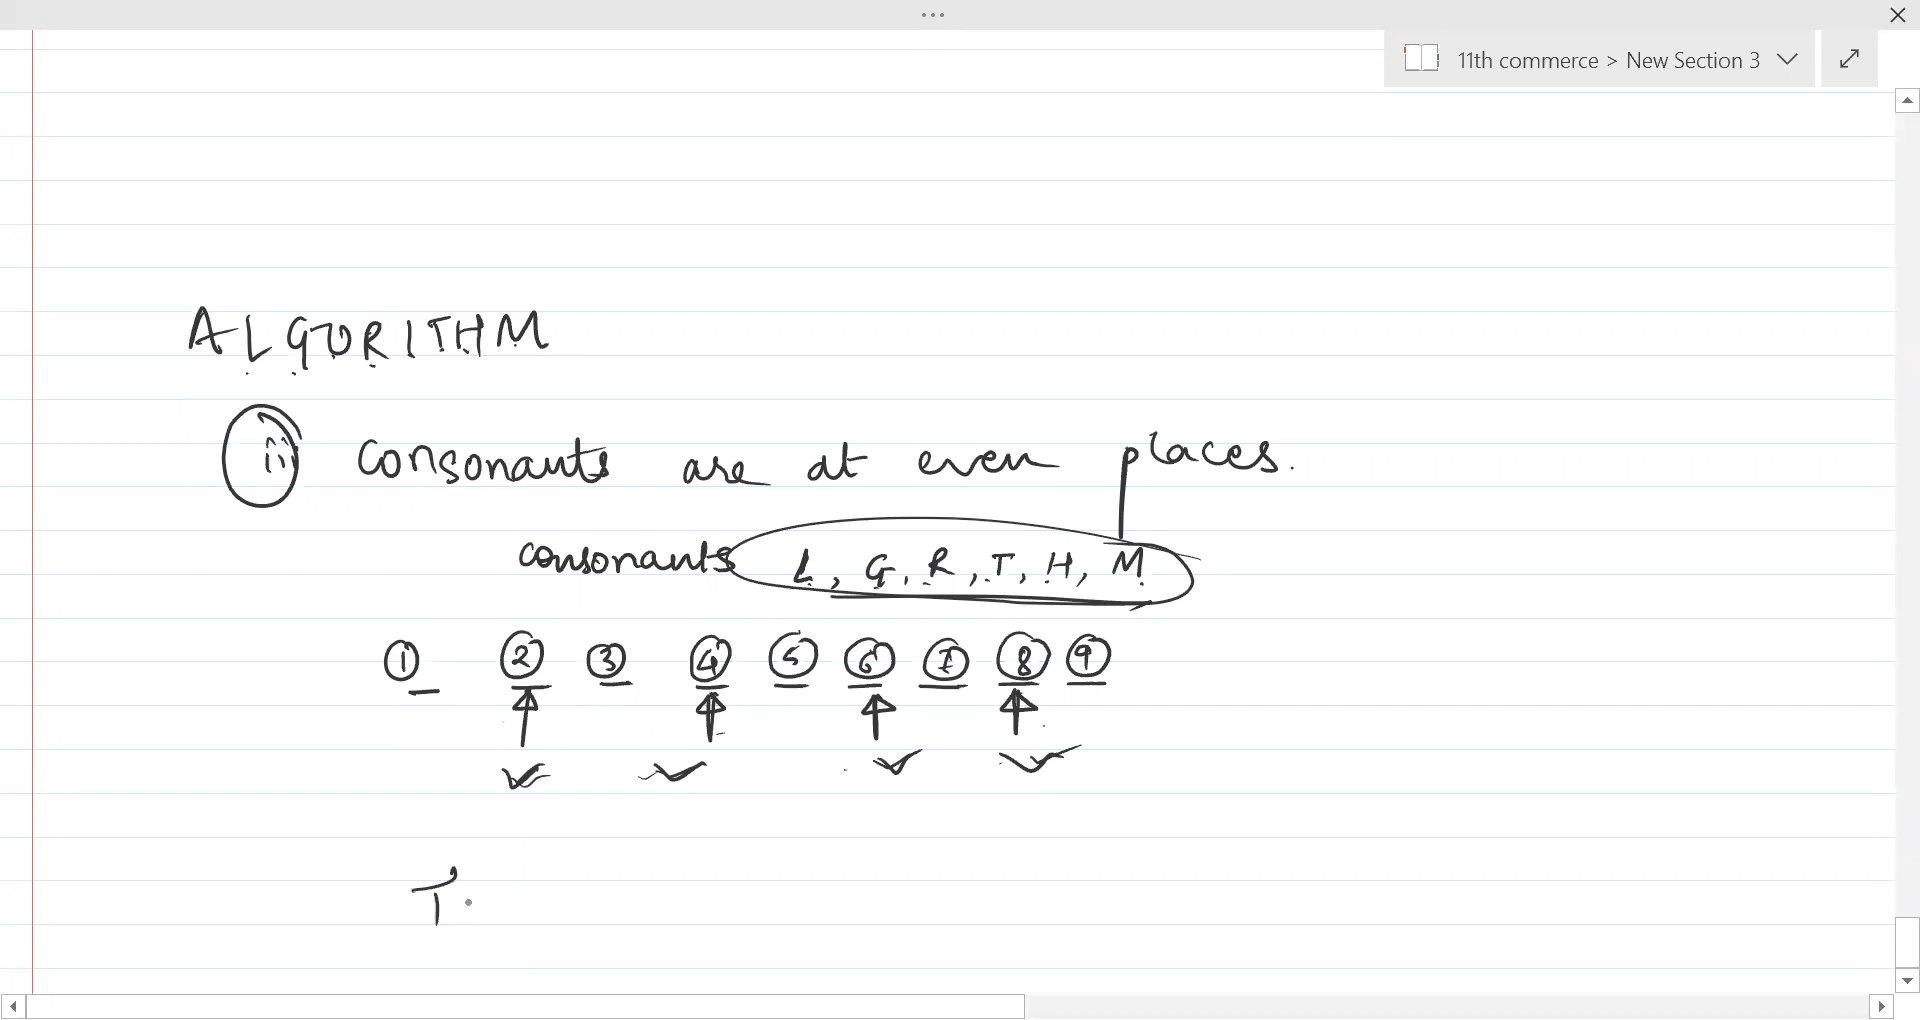 11th commerce > New Section 3
ALGORITHM
iii consonants are at even places.
consonants L, G, R, T, H, M
1 2 3 4 5 6 7 8 9
T